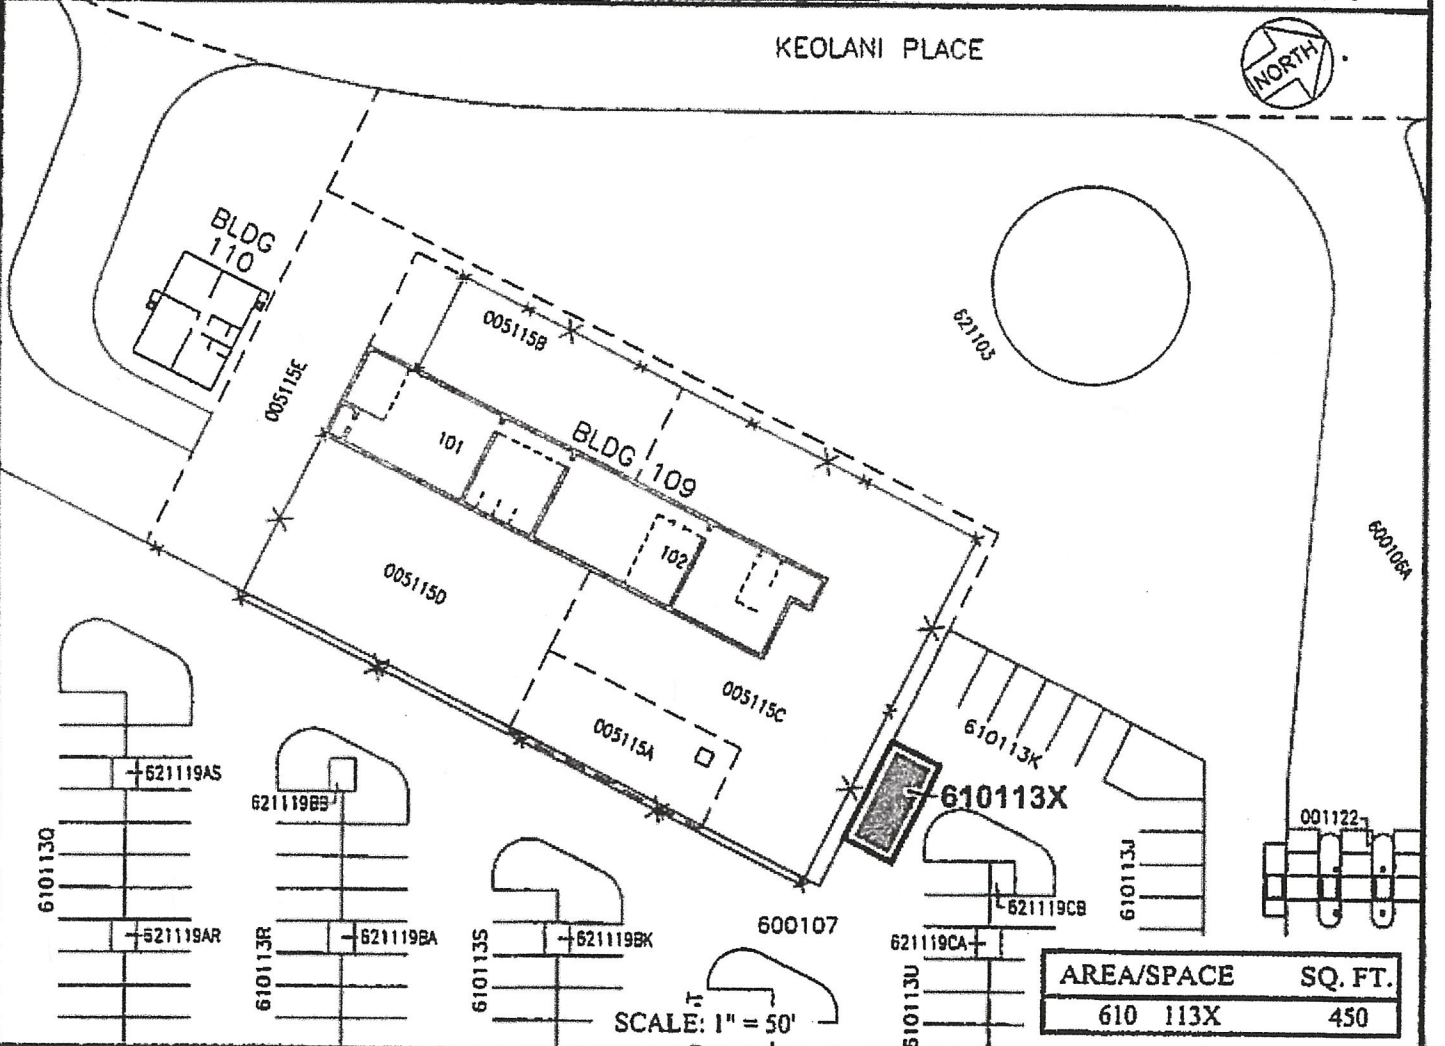 KEOLANI PLACE
NORTH
BLDG
110
005115B
621103
005115E
101
BLDG 109
102
600106A
005115D
005115C
005115A
610113K
610113X
621119AS
621119BB
001122
610113Q
610113J
621119CB
621119AR
610113R
621119BA
610113S
621119BK
600107
621119CA
610113U
AREA/SPACE SQ. FT.
610 113X 450
SCALE: 1" = 50'